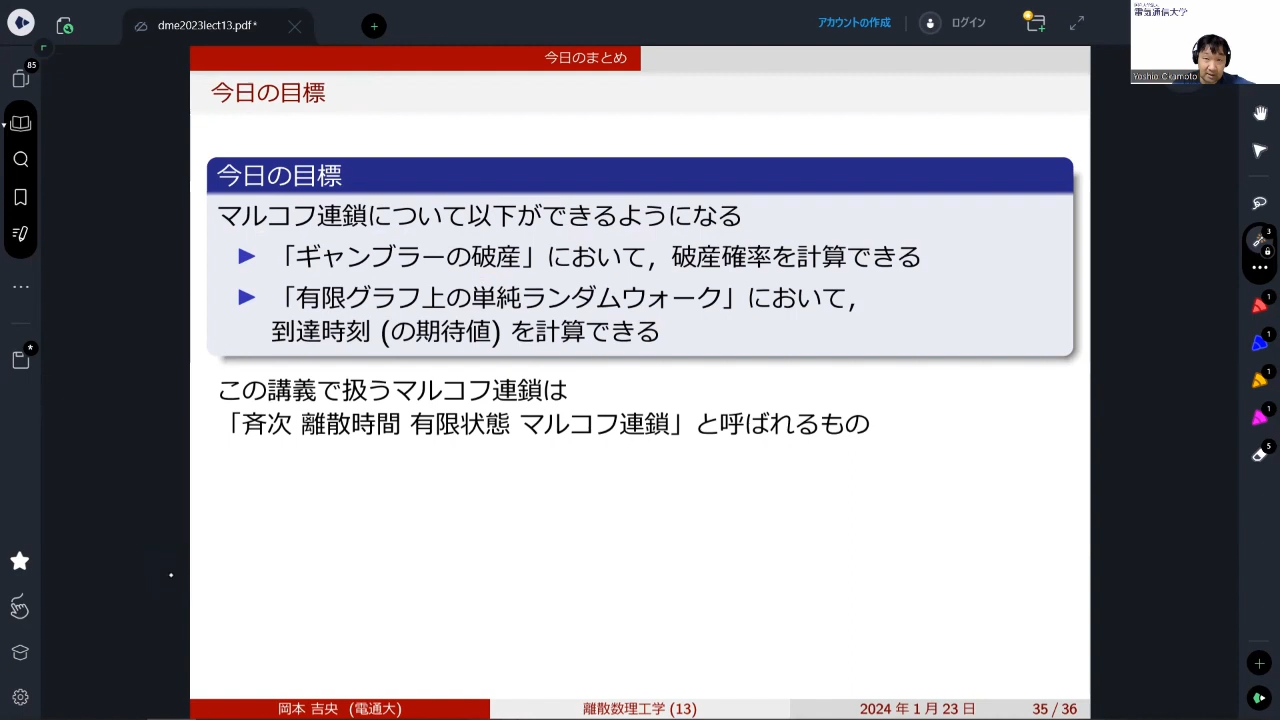 dme2023lect13.pdf*
アカウントの作成
ログイン
電気通信大学
Yoshio Okamoto
85
今日のまとめ
今日の目標
今日の目標
マルコフ連鎖について以下ができるようになる
▶ 「ギャンブラーの破産」において，破産確率を計算できる
▶ 「有限グラフ上の単純ランダムウォーク」において，
到達時刻 (の期待値) を計算できる
この講義で扱うマルコフ連鎖は
「斉次 離散時間 有限状態 マルコフ連鎖」と呼ばれるもの
3
1
1
1
1
5
岡本 吉央 (電通大)
離散数理工学 (13)
2024 年 1 月 23 日
35 / 36